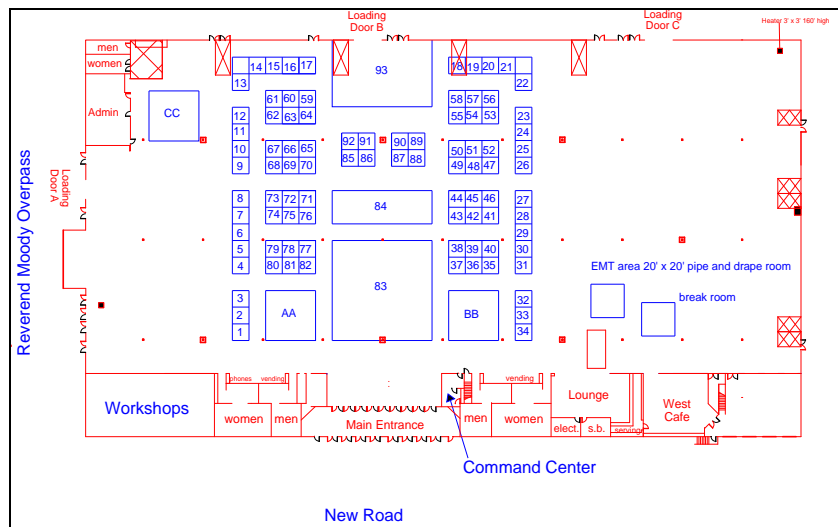 Loading
Door B
Loading
Door C
Heater 3' x 3' 160' high
men
women
Admin
CC
Reverend Moody Overpass
Loading
Door A
14 15 16 17
13
93
18 19 20 21
22
61 60 59
62 63 64
58 57 56
55 54 53
12
11
10
9
23
24
25
26
92 91
85 86
90 89
87 88
67 66 65
68 69 70
50 51 52
49 48 47
8
7
6
5
4
73 72 71
74 75 76
84
44 45 46
43 42 41
27
28
29
30
31
79 78 77
80 81 82
83
38 39 40
37 36 35
EMT area 20' x 20' pipe and drape room
break room
3
2
1
AA
BB
32
33
34
phones vending
vending
Workshops
women
men
Main Entrance
men
women
Lounge
elect. s.b.
serving
West
Cafe
Command Center
New Road